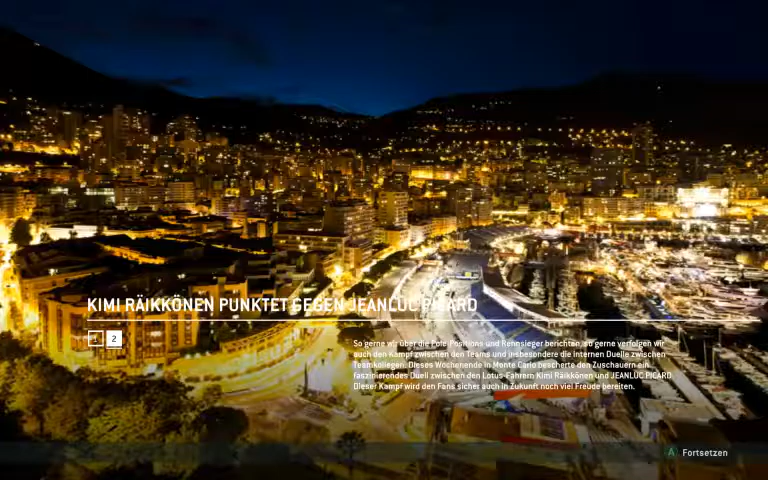 KIMI RÄIKKÖNEN PUNKTET GEGEN JEANLUC PICARD
1 2
So gerne wir über die Pole-Positions und Rennsieger berichten, so gerne verfolgen wir
auch den Kampf zwischen den Teams und insbesondere die internen Duelle zwischen
Teamkollegen. Dieses Wochenende in Monte Carlo bescherte den Zuschauern ein
faszinierendes Duell zwischen den Lotus-Fahrern Kimi Räikkönen und JEANLUC PICARD.
Dieser Kampf wird den Fans sicher auch in Zukunft noch viel Freude bereiten.
A Fortsetzen